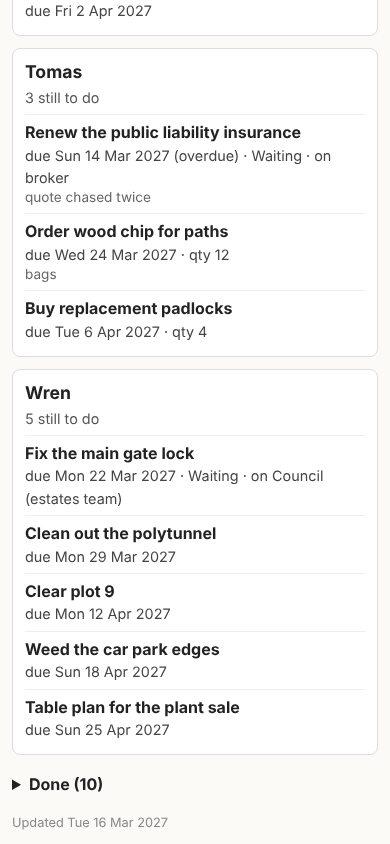 due Fri 2 Apr 2027
Tomas
3 still to do
Renew the public liability insurance
due Sun 14 Mar 2027 (overdue) · Waiting · on
broker
quote chased twice
Order wood chip for paths
due Wed 24 Mar 2027 · qty 12
bags
Buy replacement padlocks
due Tue 6 Apr 2027 · qty 4
Wren
5 still to do
Fix the main gate lock
due Mon 22 Mar 2027 · Waiting · on Council
(estates team)
Clean out the polytunnel
due Mon 29 Mar 2027
Clear plot 9
due Mon 12 Apr 2027
Weed the car park edges
due Sun 18 Apr 2027
Table plan for the plant sale
due Sun 25 Apr 2027
Done (10)
Updated Tue 16 Mar 2027